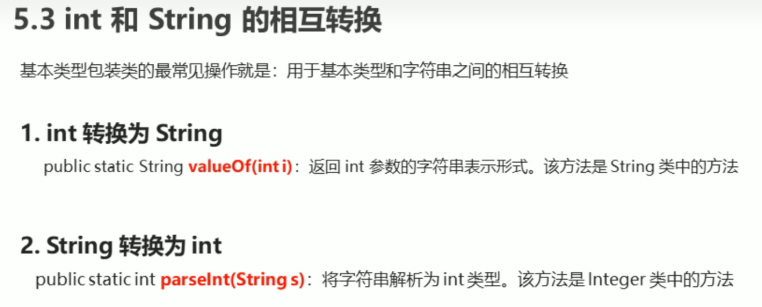 5.3 int 和 String 的相互转换
基本类型包装类的最常见操作就是：用于基本类型和字符串之间的相互转换
1. int 转换为 String
public static String valueOf(int i)：返回 int 参数的字符串表示形式。该方法是 String 类中的方法
2. String 转换为 int
public static int parseInt(String s)：将字符串解析为 int 类型。该方法是 Integer 类中的方法